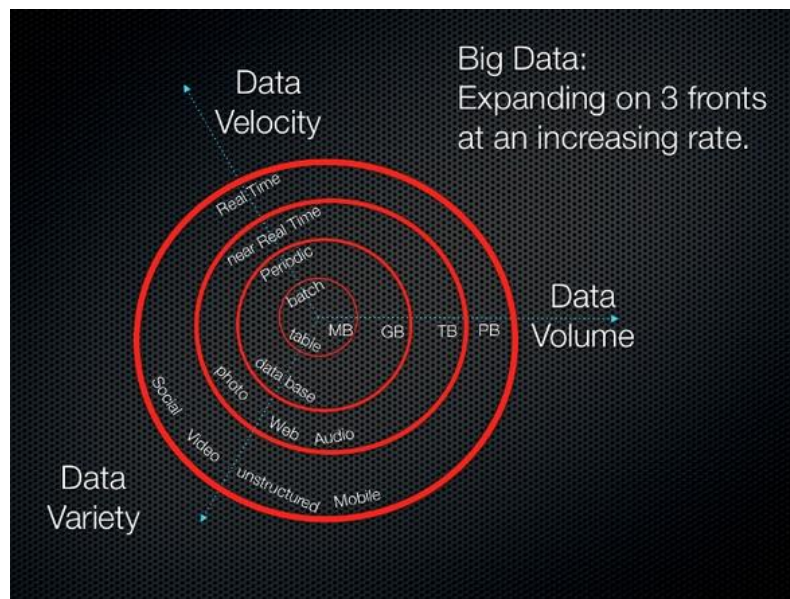 Big Data:
Expanding on 3 fronts
at an increasing rate.
Data
Velocity
Real Time
near Real Time
Periodic
batch
table
MB GB TB PB
Data
Volume
data base
photo Web Audio
Social Video unstructured Mobile
Data
Variety